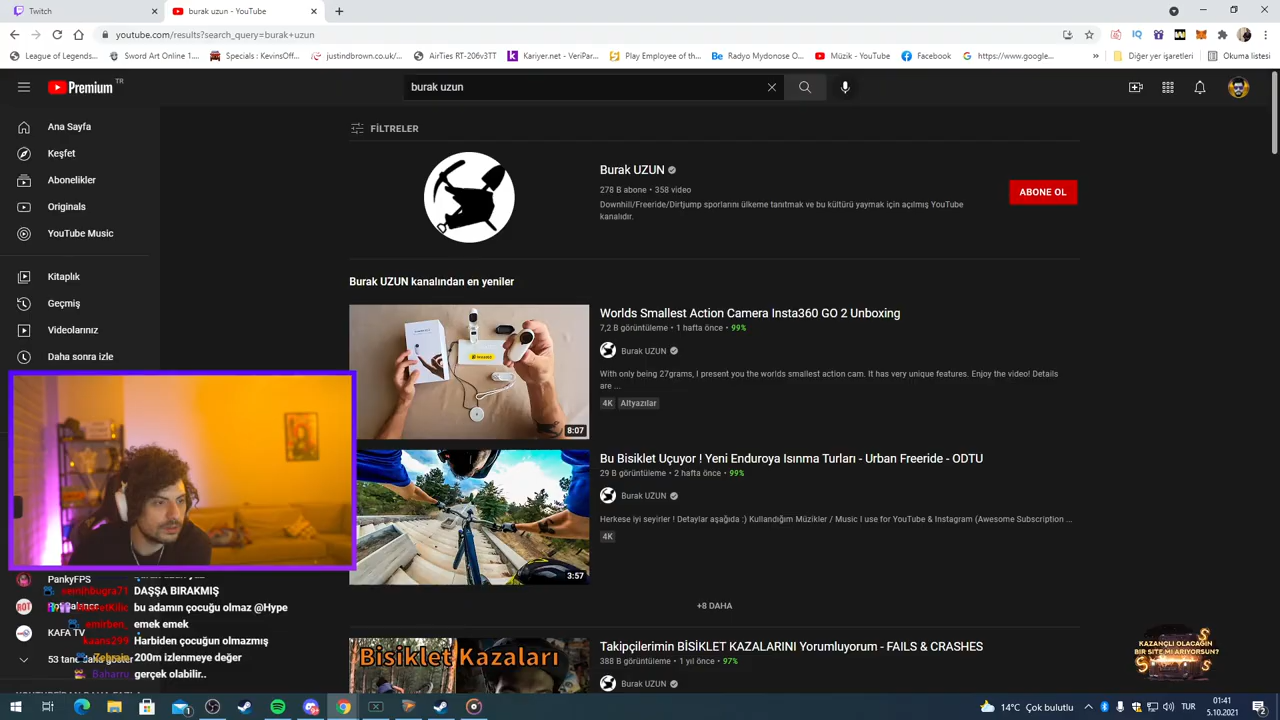 Twitch
burak uzun - YouTube
youtube.com/results?search_query=burak+uzun
League of Legends...
Sword Art Online 1....
Specials : KevinsOff...
justindbrown.co.uk/...
AirTies RT-206v3TT
Kariyer.net - VeriPar...
Play Employee of th...
Radyo Mydonose D...
Müzik - YouTube
Facebook
https://www.google...
Diğer yer işaretleri
Okuma listesi
Premium TR
burak uzun
Ana Sayfa
Keşfet
Abonelikler
Originals
YouTube Music
Kitaplık
Geçmiş
Videolarınız
Daha sonra izle
FİLTRELER
Burak UZUN
278 B abone • 358 video
Downhill/Freeride/Dirtjump sporlarını ülkeme tanıtmak ve bu kültürü yaymak için açılmış YouTube
kanalıdır.
ABONE OL
Burak UZUN kanalından en yeniler
8:07
Worlds Smallest Action Camera Insta360 GO 2 Unboxing
7,2 B görüntüleme • 1 hafta önce • 99%
Burak UZUN
With only being 27grams, I present you the worlds smallest action cam. It has very unique features. Enjoy the video! Details
are ...
4K Altyazılar
3:57
Bu Bisiklet Uçuyor ! Yeni Enduroya Isınma Turları - Urban Freeride - ODTU
29 B görüntüleme • 2 hafta önce • 99%
Burak UZUN
Herkese iyi seyirler ! Detaylar aşağıda :) Kullandığım Müzikler / Music I use for YouTube & Instagram (Awesome Subscription ...
4K
+8 DAHA
Bisiklet Kazaları
Takipçilerimin BİSİKLET KAZALARINI Yorumluyorum - FAILS & CRASHES
388 B görüntüleme • 1 yıl önce • 97%
Burak UZUN
PankyFPS
semihbugra71 DAŞŞA BIRAKMIŞ
bu adamın çocuğu olmaz @Hype
emirben_ emek emek
KAFA TV
kaans299 Harbiden çocuğun olmazmış
200m izlenmeye değer
53 tane daha göster
Baharru gerçek olabilir..
KAZANÇLI OLACAĞIN
BİR SİTE Mİ ARIYORSUN?
14°C Çok bulutlu
TUR
01:41
5.10.2021
2